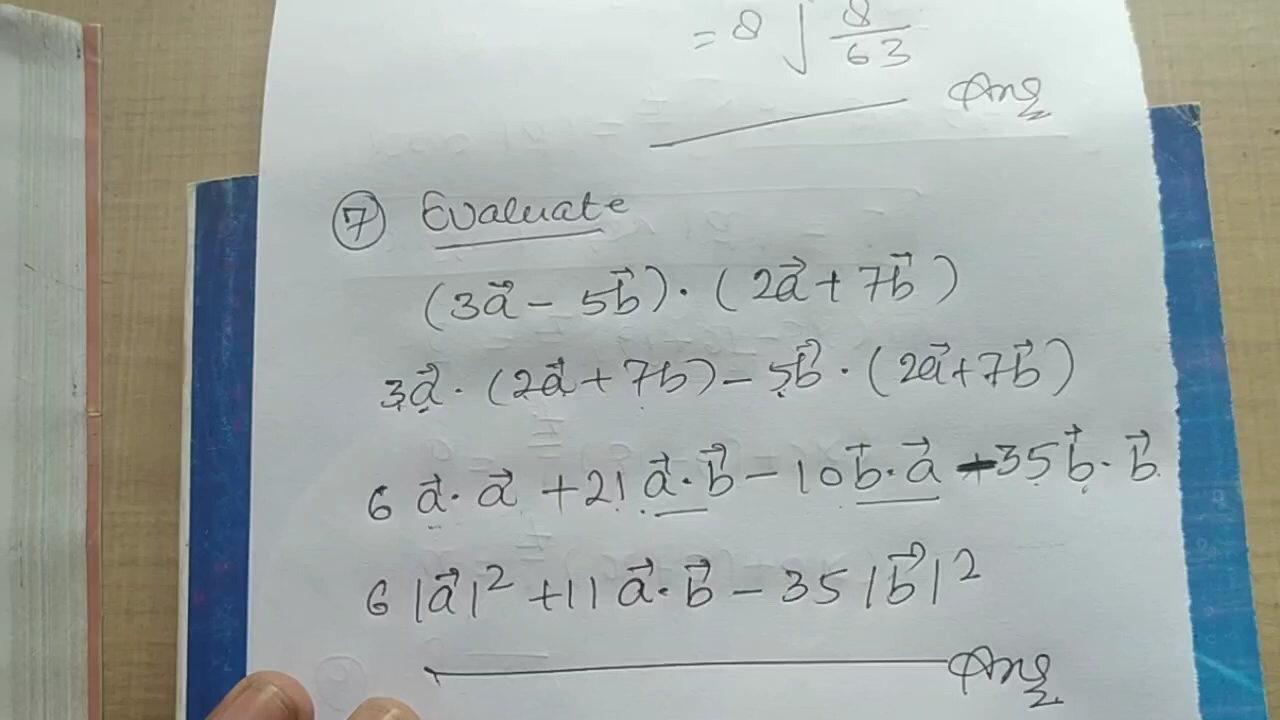 = 8 √ 8/63
Ans
⑦ Evaluate
(3a⃗ - 5b⃗) · (2a⃗ + 7b⃗)
3a⃗ · (2a⃗ + 7b) - 5b⃗ · (2a⃗ + 7b⃗)
6 a⃗ · a⃗ + 21 a⃗ · b⃗ - 10 b⃗ · a⃗ - 35 b⃗ · b⃗
6 |a⃗|² + 11 a⃗ · b⃗ - 35 |b⃗|²
Ans